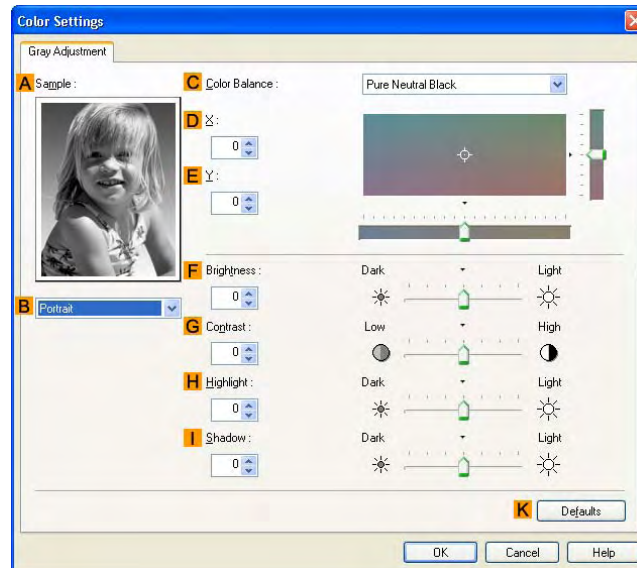 Color Settings
Gray Adjustment
A Sample :
C Color Balance : Pure Neutral Black
D X :
0
E Y :
0
F Brightness : Dark Light
0
B Portrait
G Contrast : Low High
0
H Highlight : Dark Light
0
I Shadow : Dark Light
0
K Defaults
OK Cancel Help